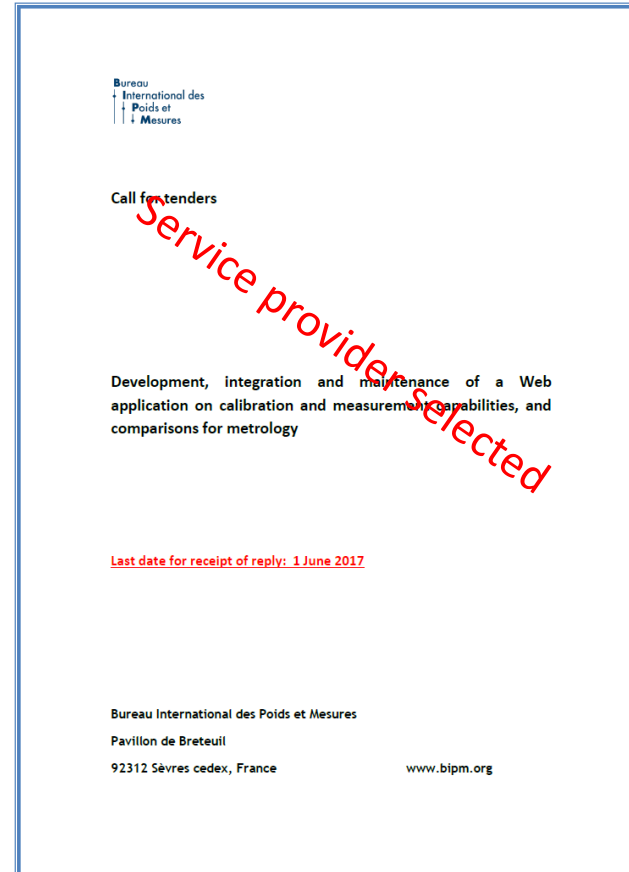 Bureau
International des
Poids et
Mesures
Call for tenders
Service provider selected
Development, integration and maintenance of a Web
application on calibration and measurement capabilities, and
comparisons for metrology
Last date for receipt of reply: 1 June 2017
Bureau International des Poids et Mesures
Pavillon de Breteuil
92312 Sèvres cedex, France www.bipm.org